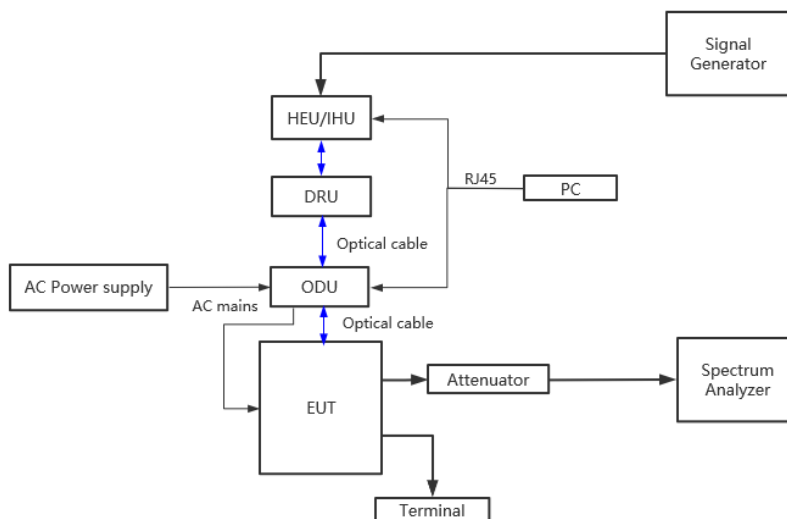 Signal
Generator
HEU/IHU
RJ45
PC
DRU
Optical cable
AC Power supply
ODU
AC mains
Optical cable
EUT
Attenuator
Spectrum
Analyzer
Terminal